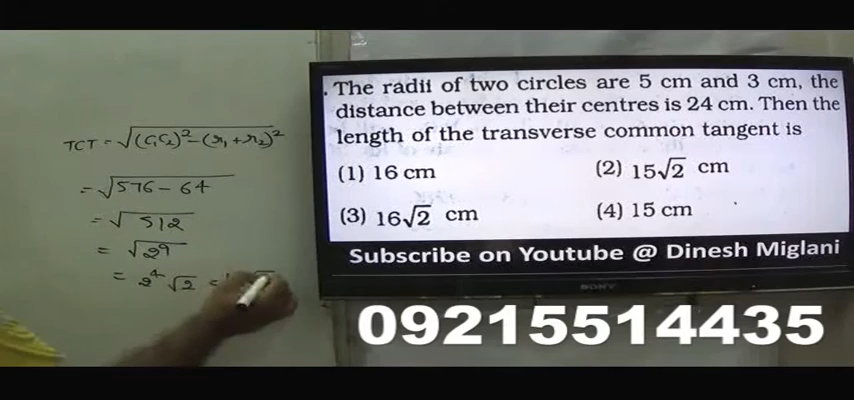 TCT = √(C₁C₂)² - (r₁ + r₂)²
= √576 - 64
= √512
= √2⁹
= 2⁴ √2 =
. The radii of two circles are 5 cm and 3 cm, the
distance between their centres is 24 cm. Then the
length of the transverse common tangent is
(1) 16 cm (2) 15√2 cm
(3) 16√2 cm (4) 15 cm
Subscribe on Youtube @ Dinesh Miglani
SONY
09215514435